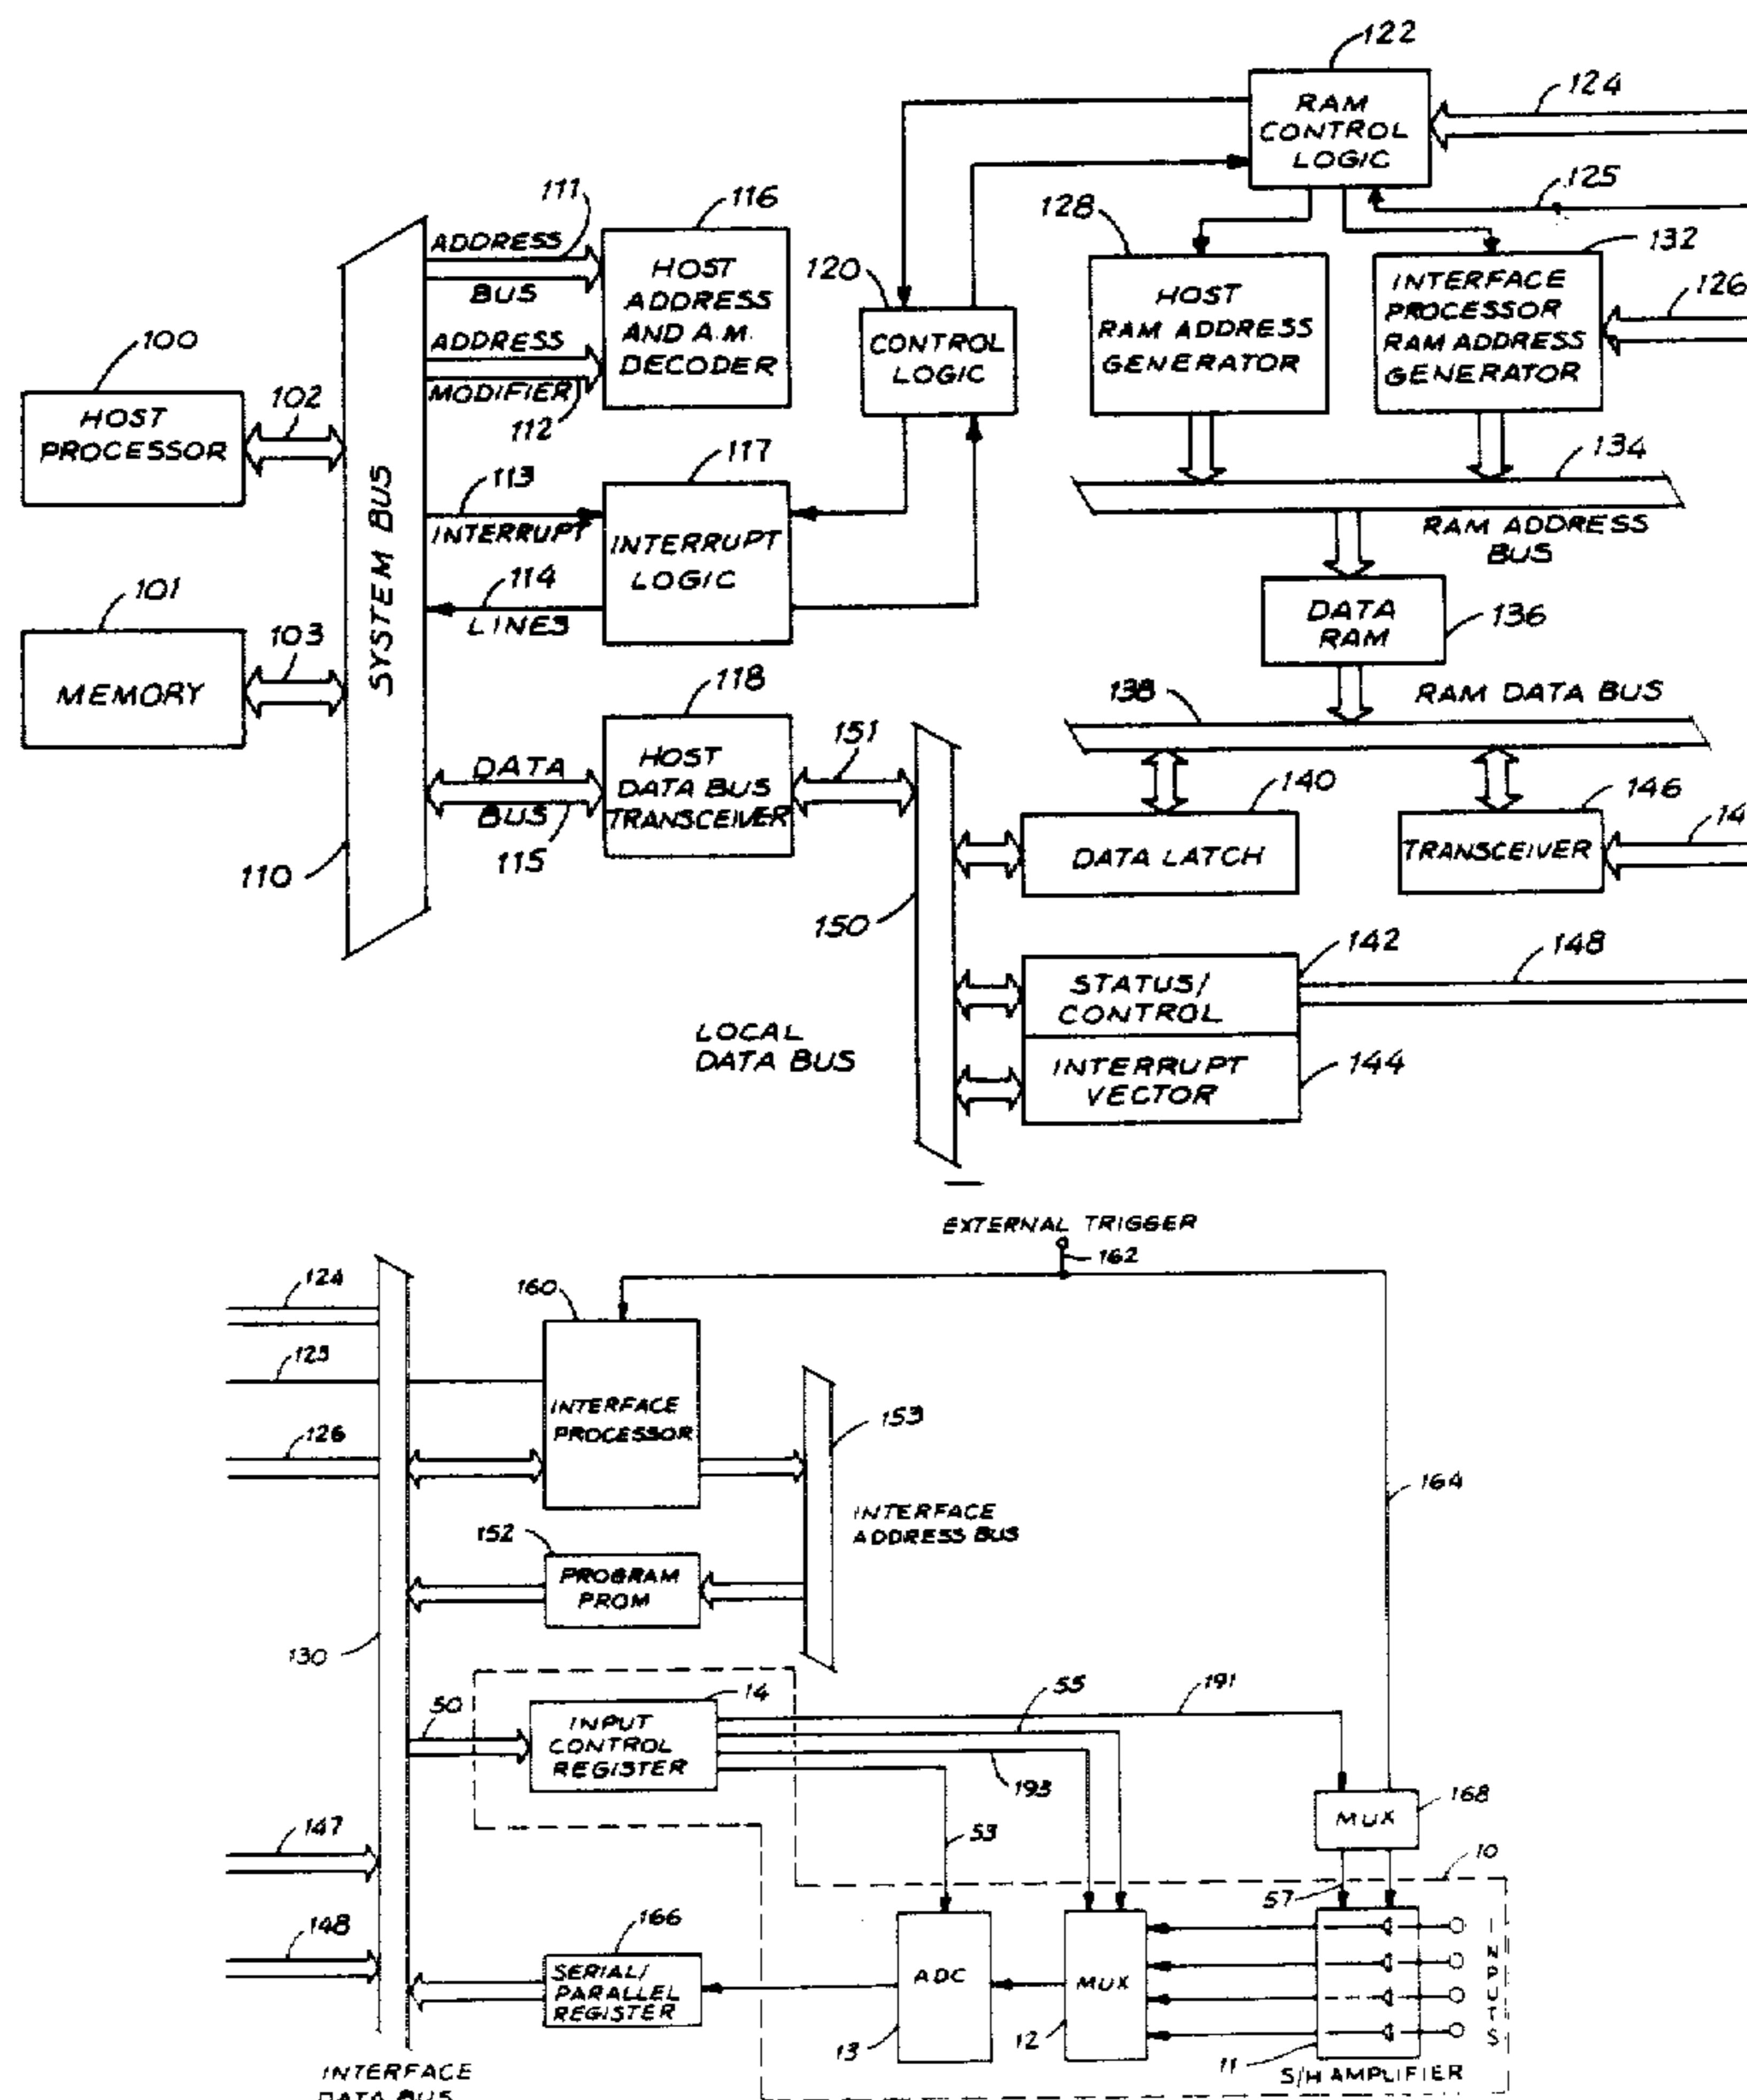 122
RAM
CONTROL
LOGIC
124
125
111
116
ADDRESS
BUS
ADDRESS
MODIFIER
112
HOST
ADDRESS
AND A.M.
DECODER
120
CONTROL
LOGIC
128
HOST
RAM ADDRESS
GENERATOR
132
INTERFACE
PROCESSOR
RAM ADDRESS
GENERATOR
126
100
HOST
PROCESSOR
102
SYSTEM BUS
113
INTERRUPT
114
LINES
117
INTERRUPT
LOGIC
134
RAM ADDRESS
BUS
DATA
RAM
136
101
MEMORY
103
138
RAM DATA BUS
118
HOST
DATA BUS
TRANSCEIVER
DATA
BUS
115
151
110
140
DATA LATCH
146
TRANSCEIVER
14
150
142
STATUS/
CONTROL
148
LOCAL
DATA BUS
INTERRUPT
VECTOR
144
EXTERNAL TRIGGER
162
124
160
125
INTERFACE
PROCESSOR
126
153
164
INTERFACE
ADDRESS BUS
152
PROGRAM
PROM
130
50
14
INPUT
CONTROL
REGISTER
55
191
193
53
MUX
168
10
57
147
148
166
SERIAL/
PARALLEL
REGISTER
ADC
13
MUX
12
11
INPUTS
S/H AMPLIFIER
INTERFACE
DATA BUS